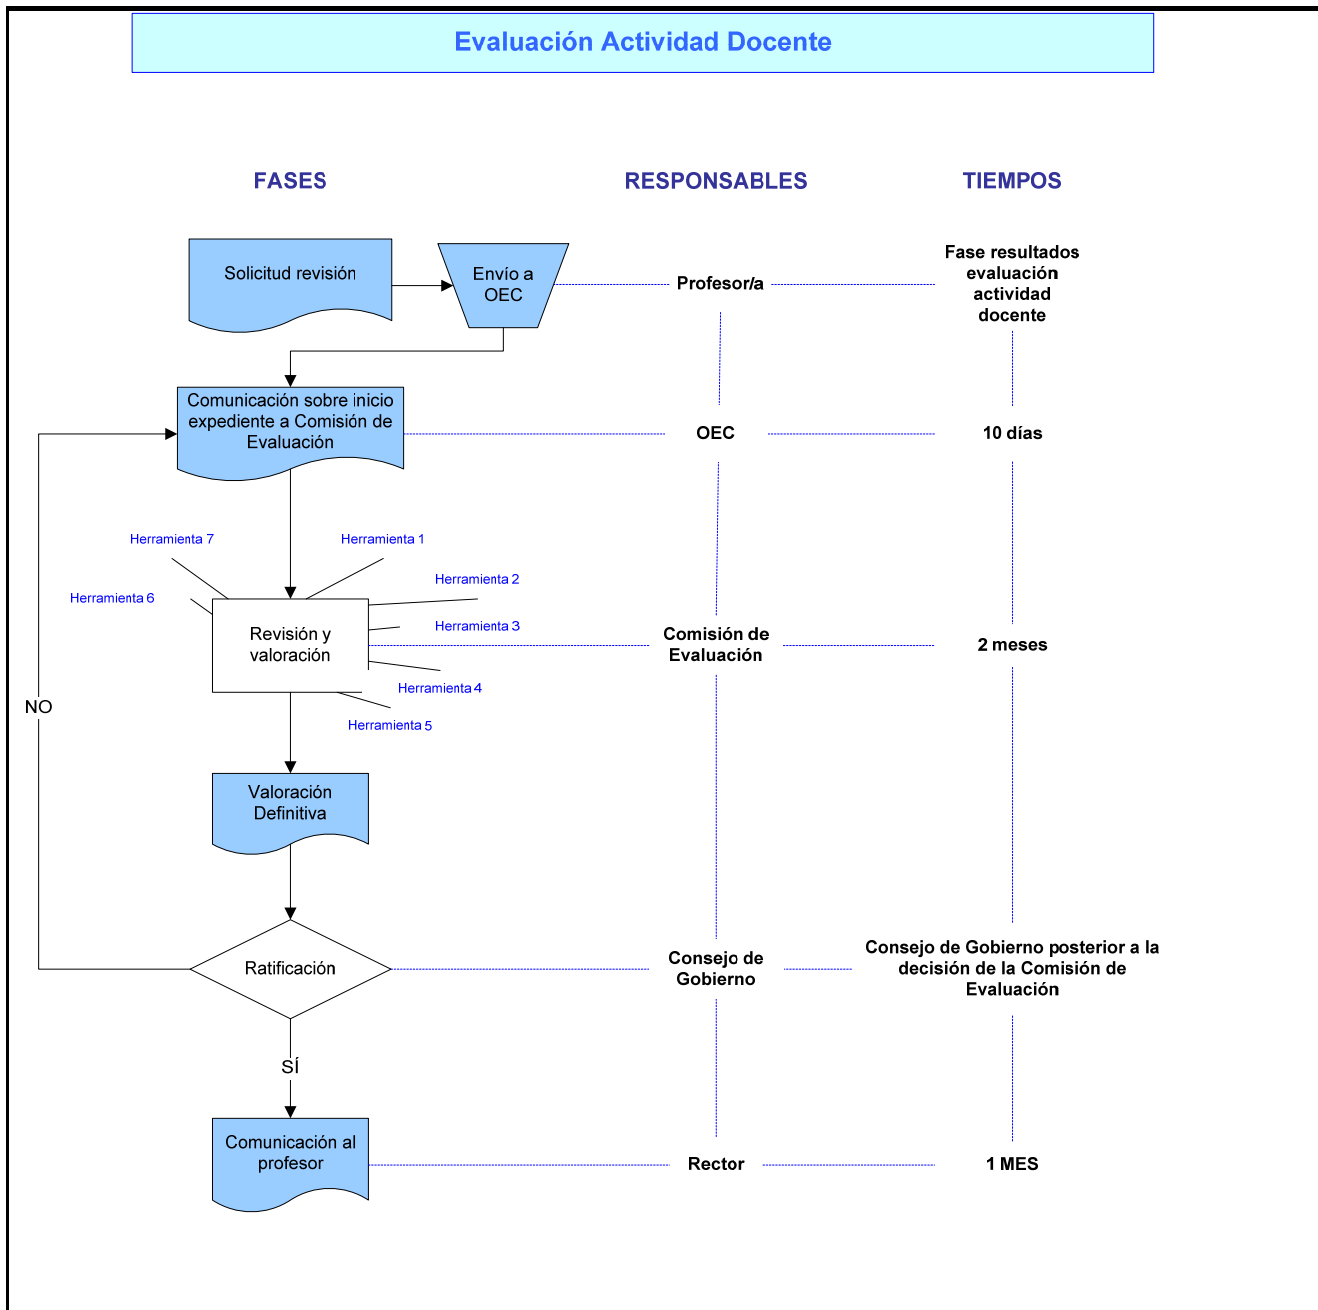 Evaluación Actividad Docente
FASES
RESPONSABLES
TIEMPOS
Solicitud revisión
Envío a
OEC
Profesor/a
Fase resultados
evaluación
actividad
docente
Comunicación sobre inicio
expediente a Comisión de
Evaluación
OEC
10 días
Herramienta 7
Herramienta 1
Herramienta 2
Herramienta 6
Herramienta 3
Revisión y
valoración
Comisión de
Evaluación
2 meses
Herramienta 4
Herramienta 5
NO
Valoración
Definitiva
Ratificación
Consejo de
Gobierno
Consejo de Gobierno posterior a la
decisión de la Comisión de
Evaluación
SÍ
Comunicación al
profesor
Rector
1 MES